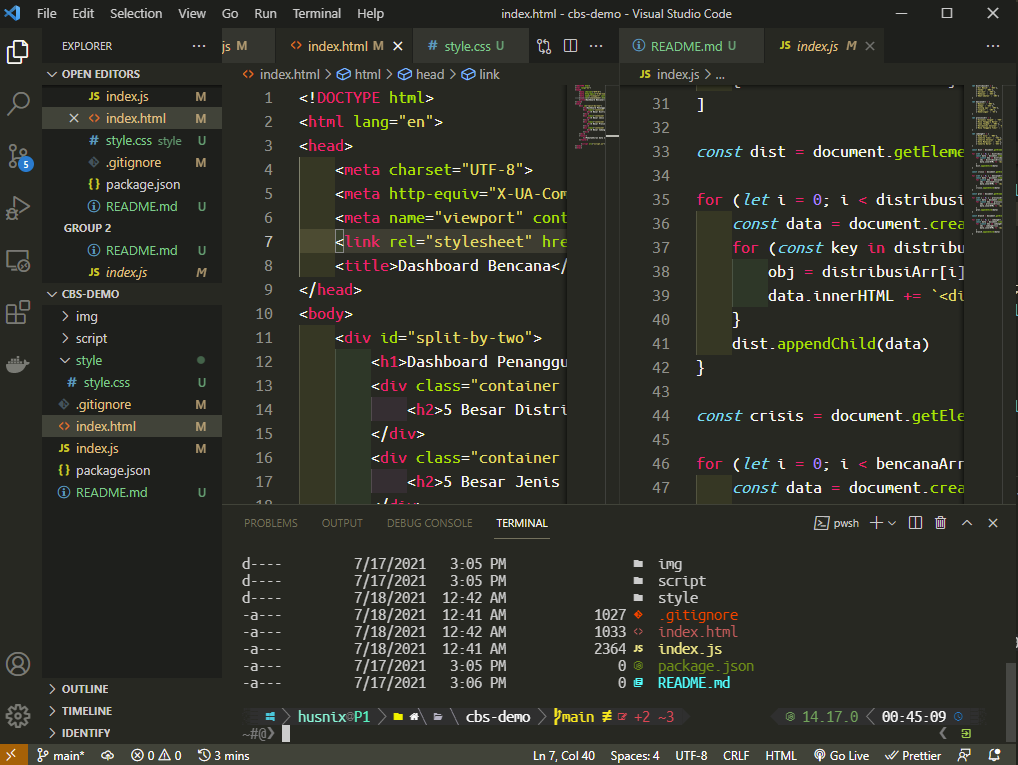 File Edit Selection View Go Run Terminal Help index.html - cbs-demo - Visual Studio Code
EXPLORER ...
OPEN EDITORS
JS index.js M
index.html M
# style.css style U
.gitignore M
{} package.json
README.md U
GROUP 2
README.md U
JS index.js M
CBS-DEMO
img
script
style
# style.css U
.gitignore M
index.html M
JS index.js M
{} package.json
README.md U
OUTLINE
TIMELINE
IDENTIFY
5
js M <> index.html M # style.css U
<> index.html > html > head > link
1 <!DOCTYPE html>
2 <html lang="en">
3 <head>
4 <meta charset="UTF-8">
5 <meta http-equiv="X-UA-Com
6 <meta name="viewport" cont
7 <link rel="stylesheet" hre
8 <title>Dashboard Bencana</
9 </head>
10 <body>
11 <div id="split-by-two">
12 <h1>Dashboard Penanggu
13 <div class="container
14 <h2>5 Besar Distri
15 </div>
16 <div class="container
17 <h2>5 Besar Jenis
18 </div>
README.md U JS index.js M
JS index.js > ...
31 ]
32
33 const dist = document.getEleme
34
35 for (let i = 0; i < distribusi
36 const data = document.crea
37 for (const key in distribu
38 obj = distribusiArr[i]
39 data.innerHTML += `<di
40 }
41 dist.appendChild(data)
42 }
43
44 const crisis = document.getEle
45
46 for (let i = 0; i < bencanaArr
47 const data = document.crea
PROBLEMS OUTPUT DEBUG CONSOLE TERMINAL pwsh
d---- 7/17/2021 3:05 PM img
d---- 7/17/2021 3:05 PM script
d---- 7/18/2021 12:42 AM style
-a--- 7/18/2021 12:41 AM 1027 .gitignore
-a--- 7/18/2021 12:42 AM 1033 <> index.html
-a--- 7/18/2021 12:41 AM 2364 JS index.js
-a--- 7/17/2021 3:05 PM 0 package.json
-a--- 7/17/2021 3:06 PM 0 README.md
husnix@P1 \ \ cbs-demo main ≢ +2 ~3 14.17.0 < 00:45:09
~#@>
main* 0 0 3 mins Ln 7, Col 40 Spaces: 4 UTF-8 CRLF HTML Go Live Prettier